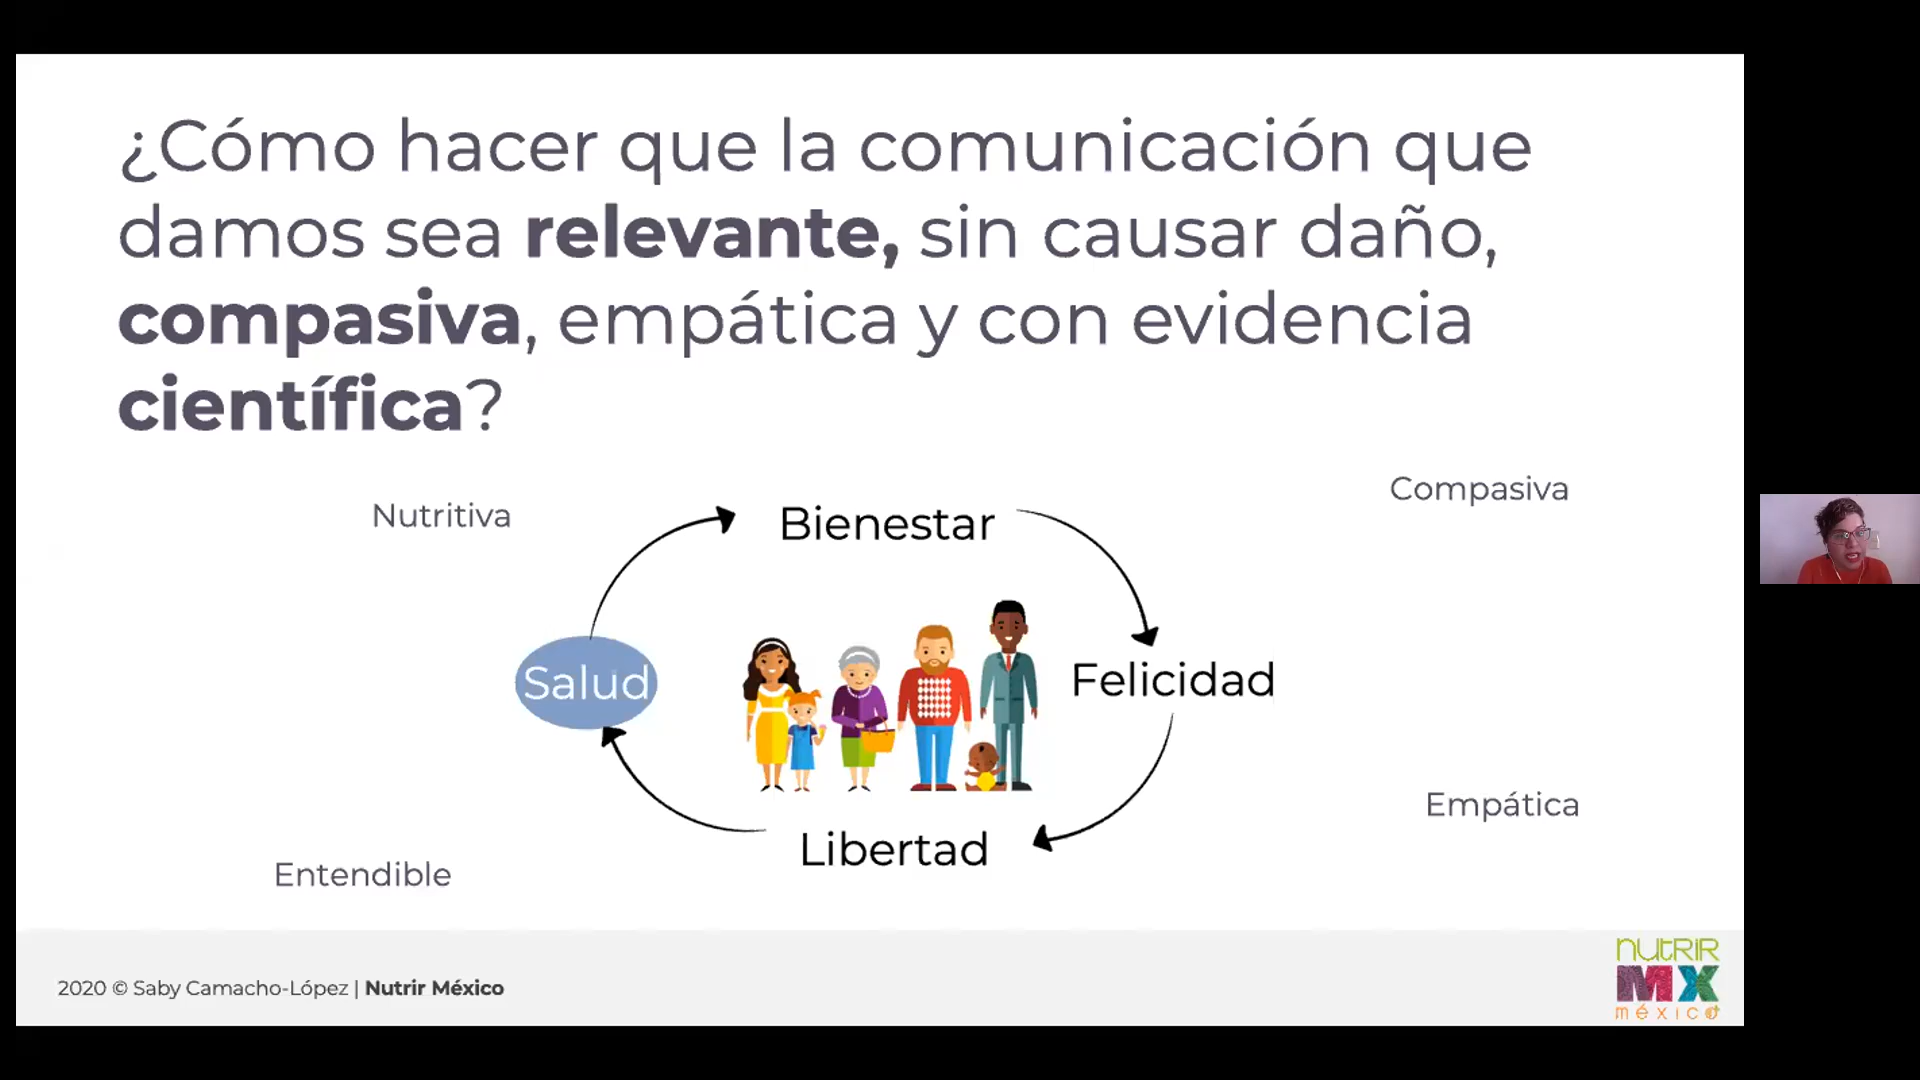 ¿Cómo hacer que la comunicación que
damos sea relevante, sin causar daño,
compasiva, empática y con evidencia
científica?
Compasiva
Nutritiva
Bienestar
Salud
Felicidad
Empática
Libertad
Entendible
2020 © Saby Camacho-López | Nutrir México
nutRIR
MX
méxico